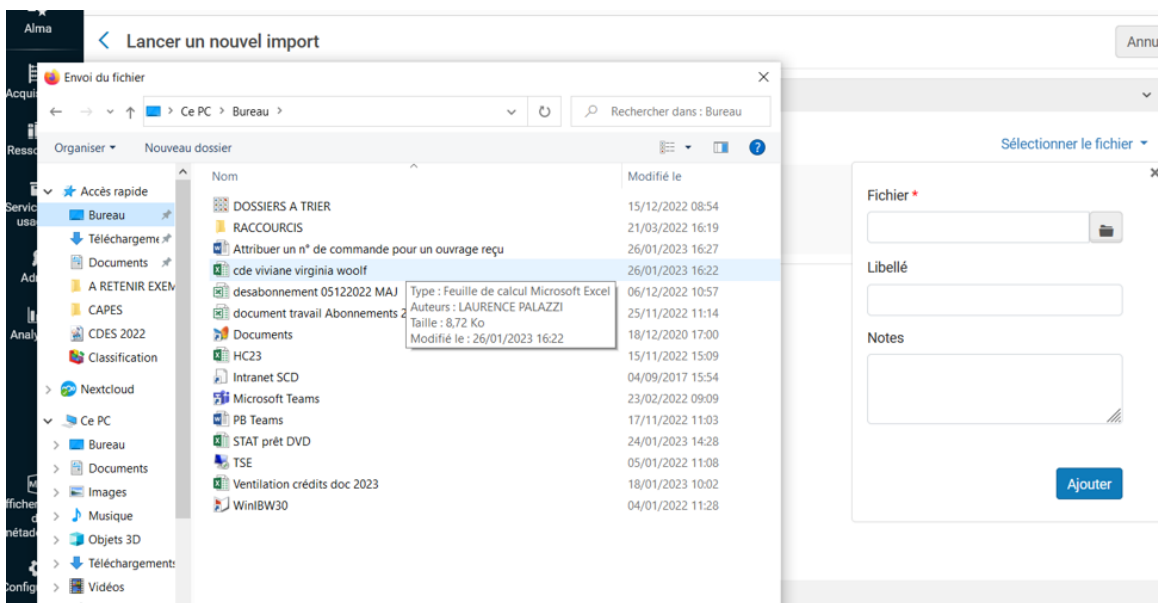 Alma
Lancer un nouvel import
Annu
Envoi du fichier
Acqui
Ce PC > Bureau >
Rechercher dans : Bureau
Resso
Organiser
Nouveau dossier
Sélectionner le fichier
Nom
Modifié le
Accès rapide
Fichier *
Servic
usa
Bureau
DOSSIERS A TRIER
15/12/2022 08:54
RACCOURCIS
21/03/2022 16:19
Téléchargeme
Attribuer un n° de commande pour un ouvrage reçu
26/01/2023 16:27
Documents
cde viviane virginia woolf
26/01/2023 16:22
Libellé
Adı
A RETENIR EXEM
desabonnement 05122022 MAJ
06/12/2022 10:57
Type : Feuille de calcul Microsoft Excel
Auteurs : LAURENCE PALAZZI
Taille : 8,72 Ko
Modifié le : 26/01/2023 16:22
CAPES
document travail Abonnements 2
25/11/2022 11:14
Analy
CDES 2022
Documents
18/12/2020 17:00
Notes
Classification
HC23
15/11/2022 15:09
Intranet SCD
04/09/2017 15:54
Nextcloud
Microsoft Teams
23/02/2022 09:09
Ce PC
PB Teams
17/11/2022 11:03
Bureau
STAT prêt DVD
24/01/2023 14:28
Documents
TSE
05/01/2022 11:08
Images
Ventilation crédits doc 2023
18/01/2023 10:02
Ajouter
fficher
d
nétad
Musique
WinIBW30
04/01/2022 11:28
Objets 3D
Téléchargements
Config
Vidéos